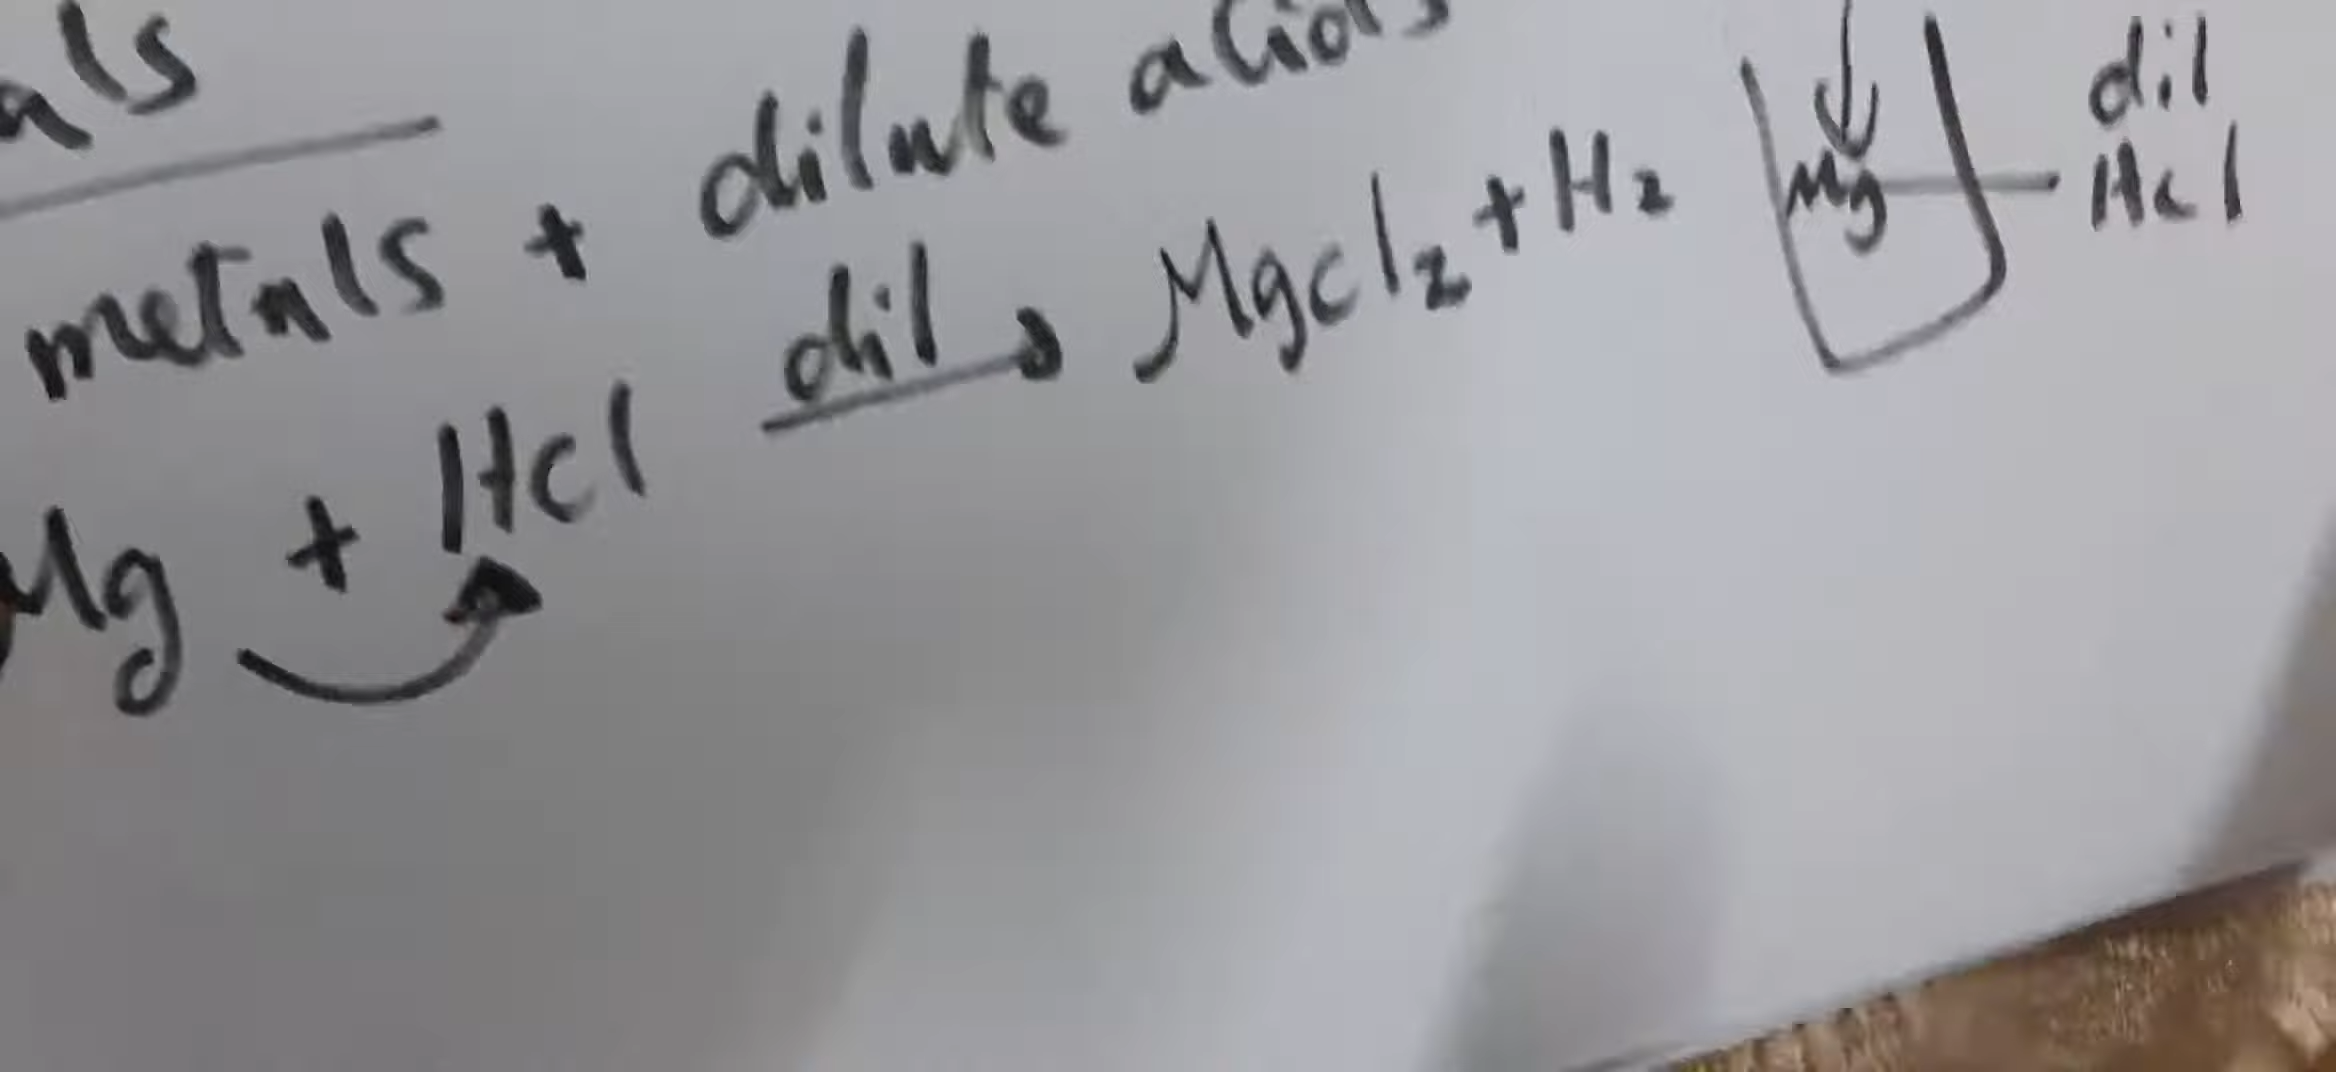 als
metals + dilute acids
Mg + HCl dil → MgCl₂ + H₂
Mg
dil
HCl